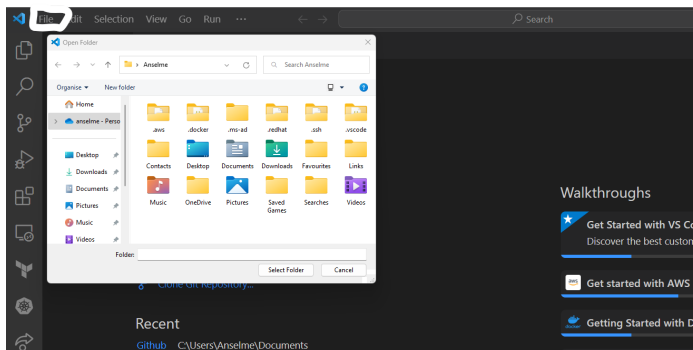 File Edit Selection View Go Run ··· Search
Open Folder
Anselme Search Anselme
Organise New folder
Home
anselme - Perso
Desktop
Downloads
Documents
Pictures
Music
Videos
.aws .docker .ms-ad .redhat .ssh .vscode
Contacts Desktop Documents Downloads Favourites Links
Music OneDrive Pictures Saved Games Searches Videos
Folder:
Select Folder Cancel
Clone Git Repository...
Recent
Github C:\Users\Anselme\Documents
Walkthroughs
Get Started with VS Co
Discover the best custom
aws Get started with AWS
docker Getting Started with D